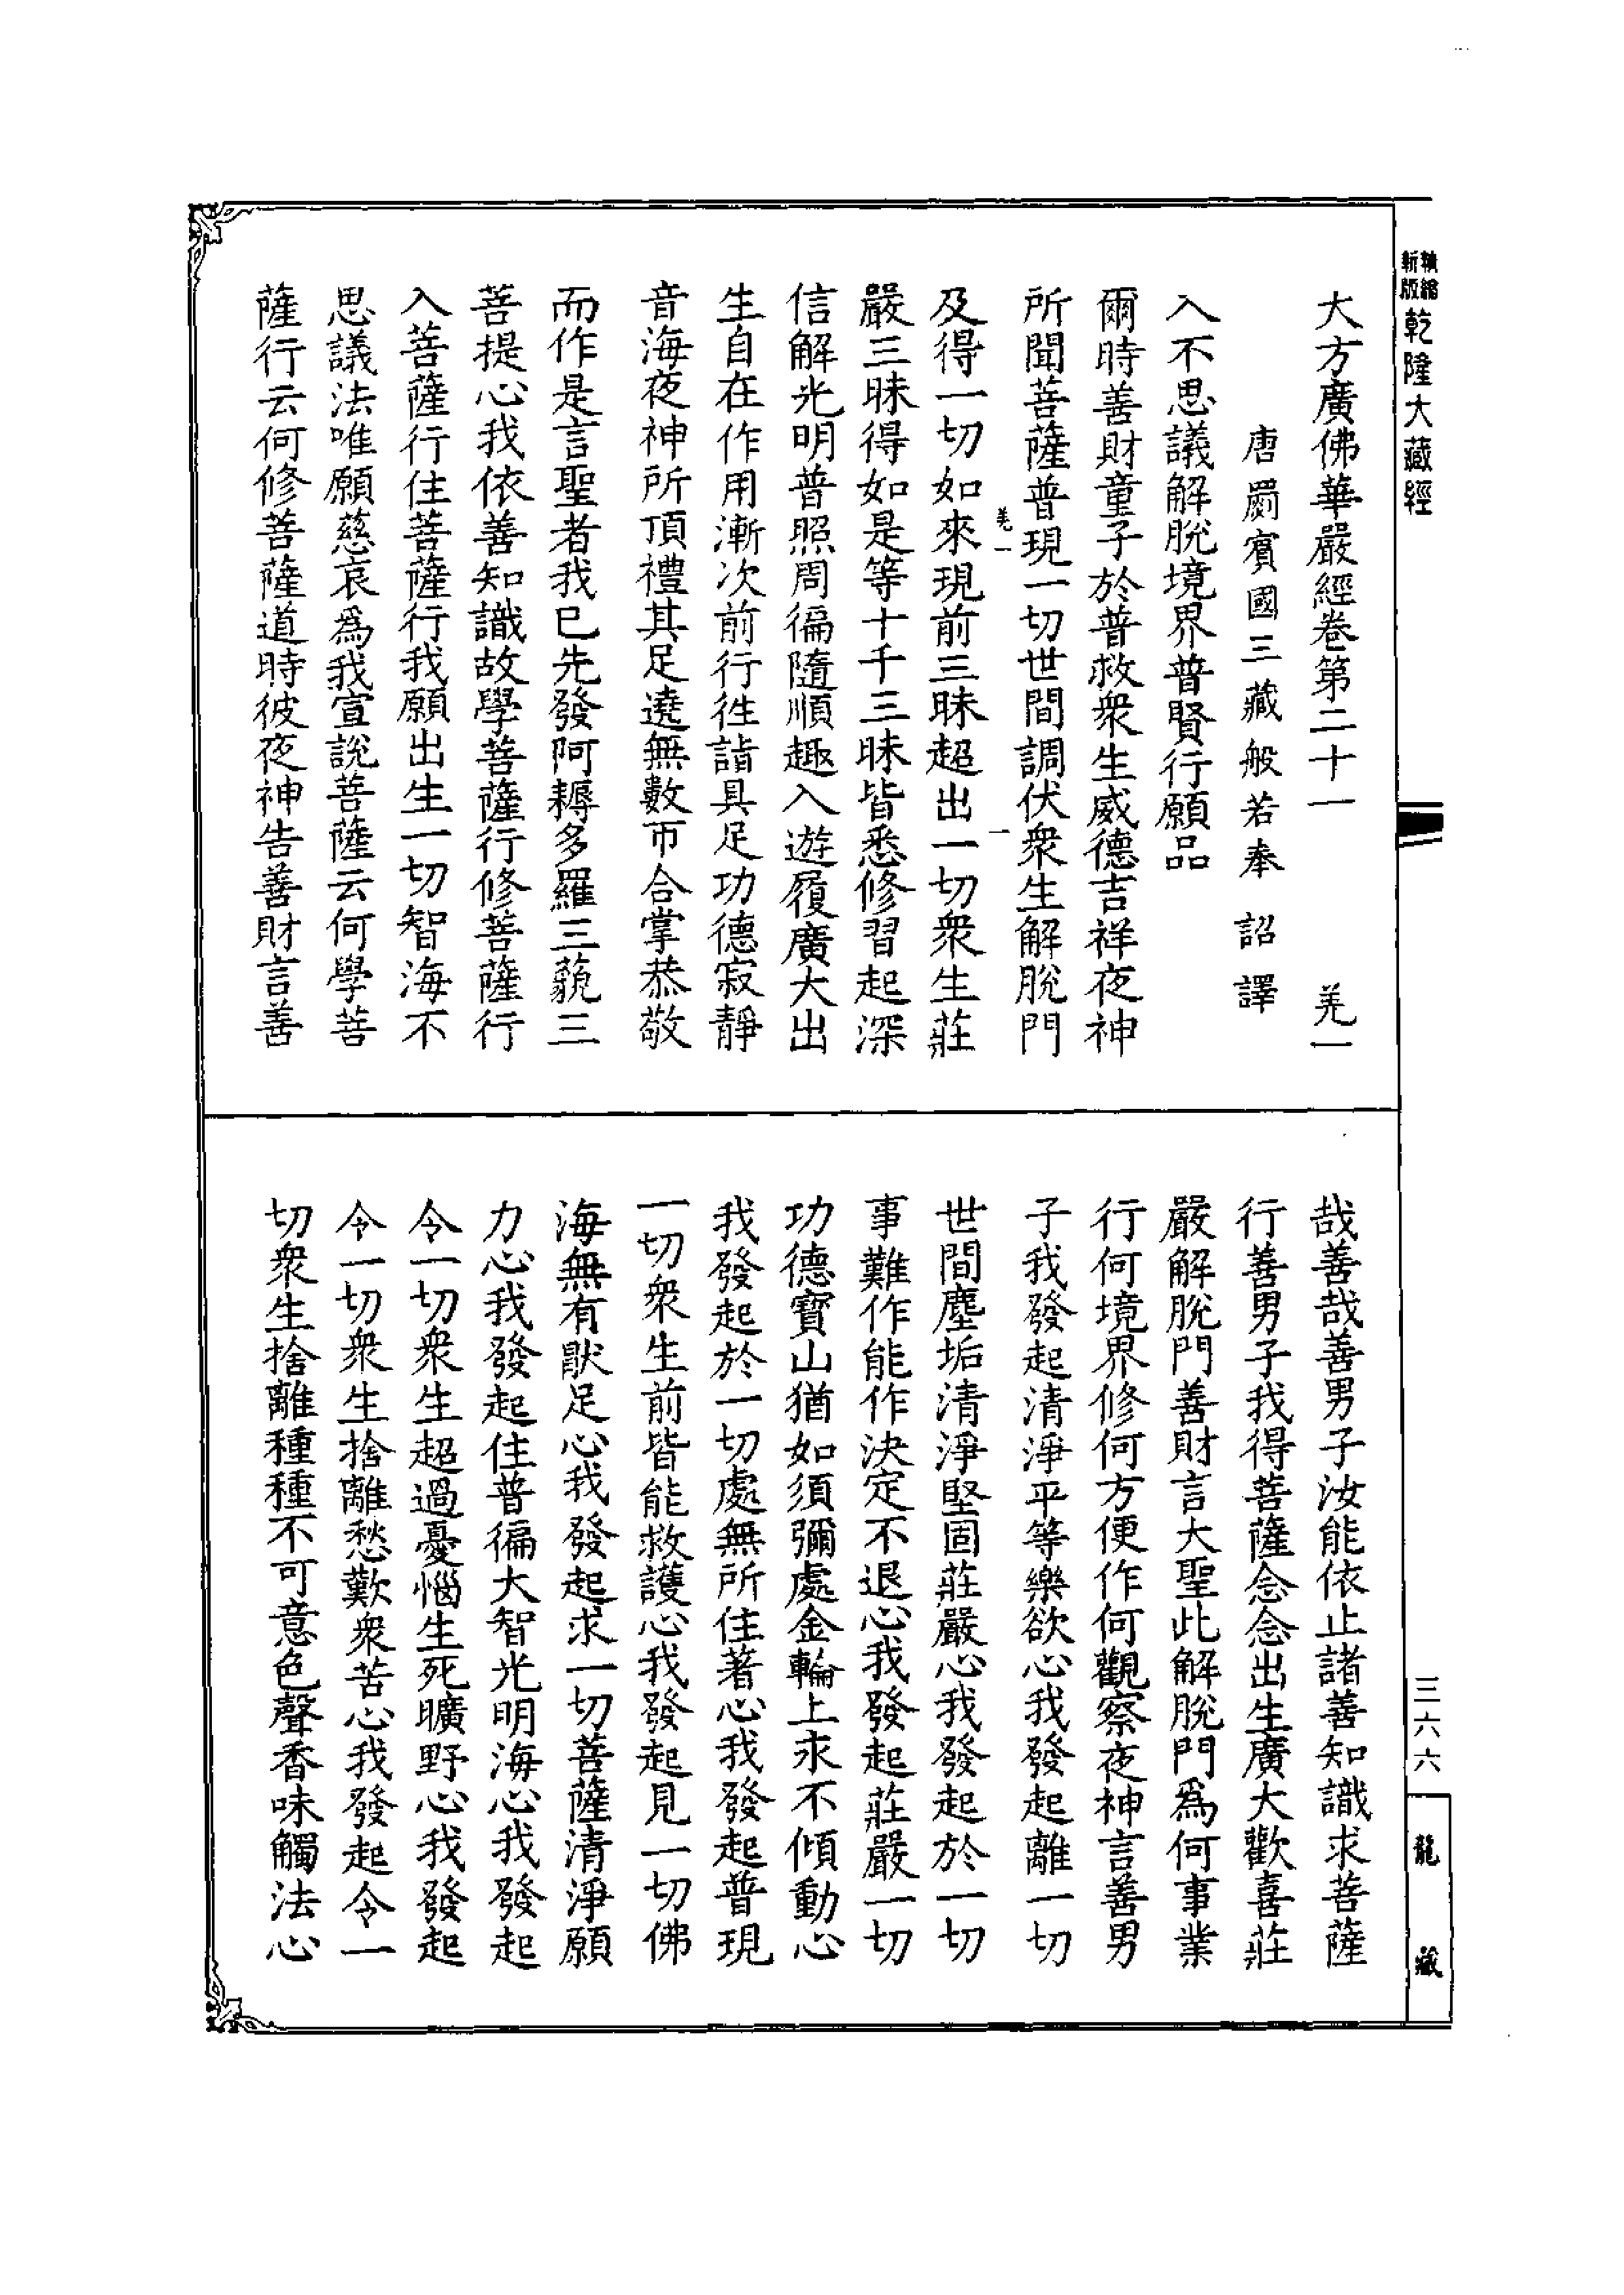 精縮
新版
乾隆大藏經
大方廣佛華嚴經卷第二十一 羌一
唐罽賓國三藏般若奉 詔譯
入不思議解脫境界普賢行願品
爾時善財童子於普救衆生威德吉祥夜神
所聞菩薩普現一切世間調伏衆生解脫門
羌一 一
及得一切如來現前三昧超出一切衆生莊
嚴三昧得如是等十千三昧皆悉修習起深
信解光明普照周徧隨順趣入遊履廣大出
生自在作用漸次前行徃詣具足功德寂靜
音海夜神所頂禮其足遶無數帀合掌恭敬
而作是言聖者我已先發阿耨多羅三藐三
菩提心我依善知識故學菩薩行修菩薩行
入菩薩行住菩薩行我願出生一切智海不
思議法唯願慈哀爲我宣說菩薩云何學菩
薩行云何修菩薩道時彼夜神告善財言善
哉善哉善男子汝能依止諸善知識求菩薩
行善男子我得菩薩念念出生廣大歡喜莊
嚴解脫門善財言大聖此解脫門爲何事業
行何境界修何方便作何觀察夜神言善男
子我發起清淨平等樂欲心我發起離一切
世間塵垢清淨堅固莊嚴心我發起於一切
事難作能作決定不退心我發起莊嚴一切
功德寶山猶如須彌處金輪上求不傾動心
我發起於一切處無所住著心我發起普現
一切衆生前皆能救護心我發起見一切佛
海無有猒足心我發起求一切菩薩清淨願
力心我發起住普徧大智光明海心我發起
令一切衆生超過憂惱生死曠野心我發起
令一切衆生捨離愁歎衆苦心我發起令一
切衆生捨離種種不可意色聲香味觸法心
三六六
龍藏